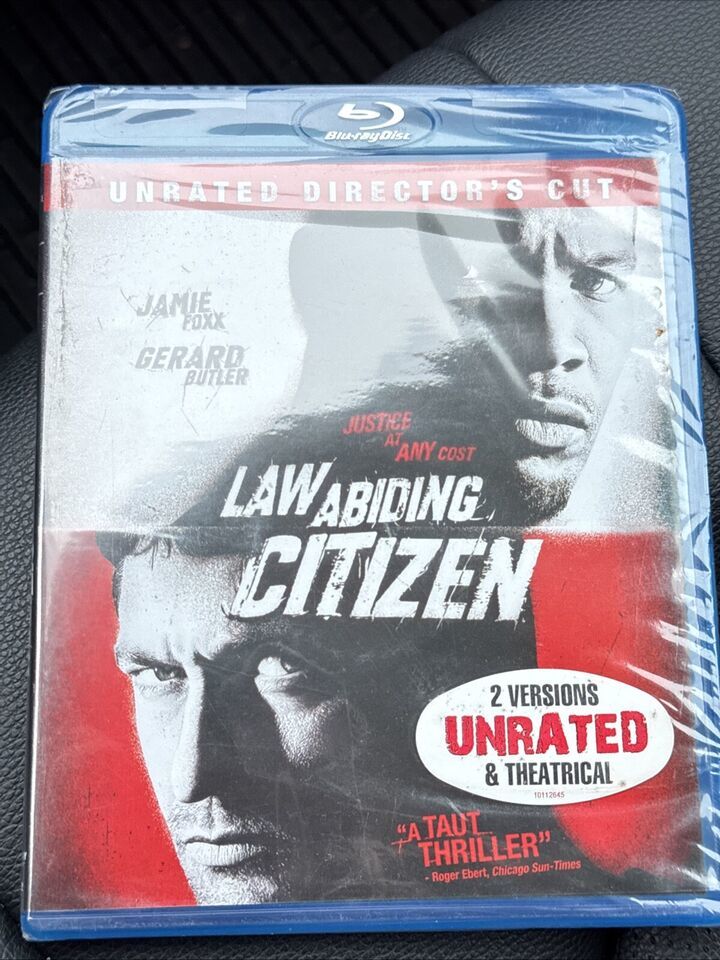 Blu-ray Disc
UNRATED DIRECTOR'S CUT
JAMIE
FOXX
GERARD
BUTLER
JUSTICE
AT
ANY COST
LAW ABIDING
CITIZEN
2 VERSIONS
UNRATED
& THEATRICAL
10112645
"A TAUT
THRILLER"
- Roger Ebert, Chicago Sun-Times